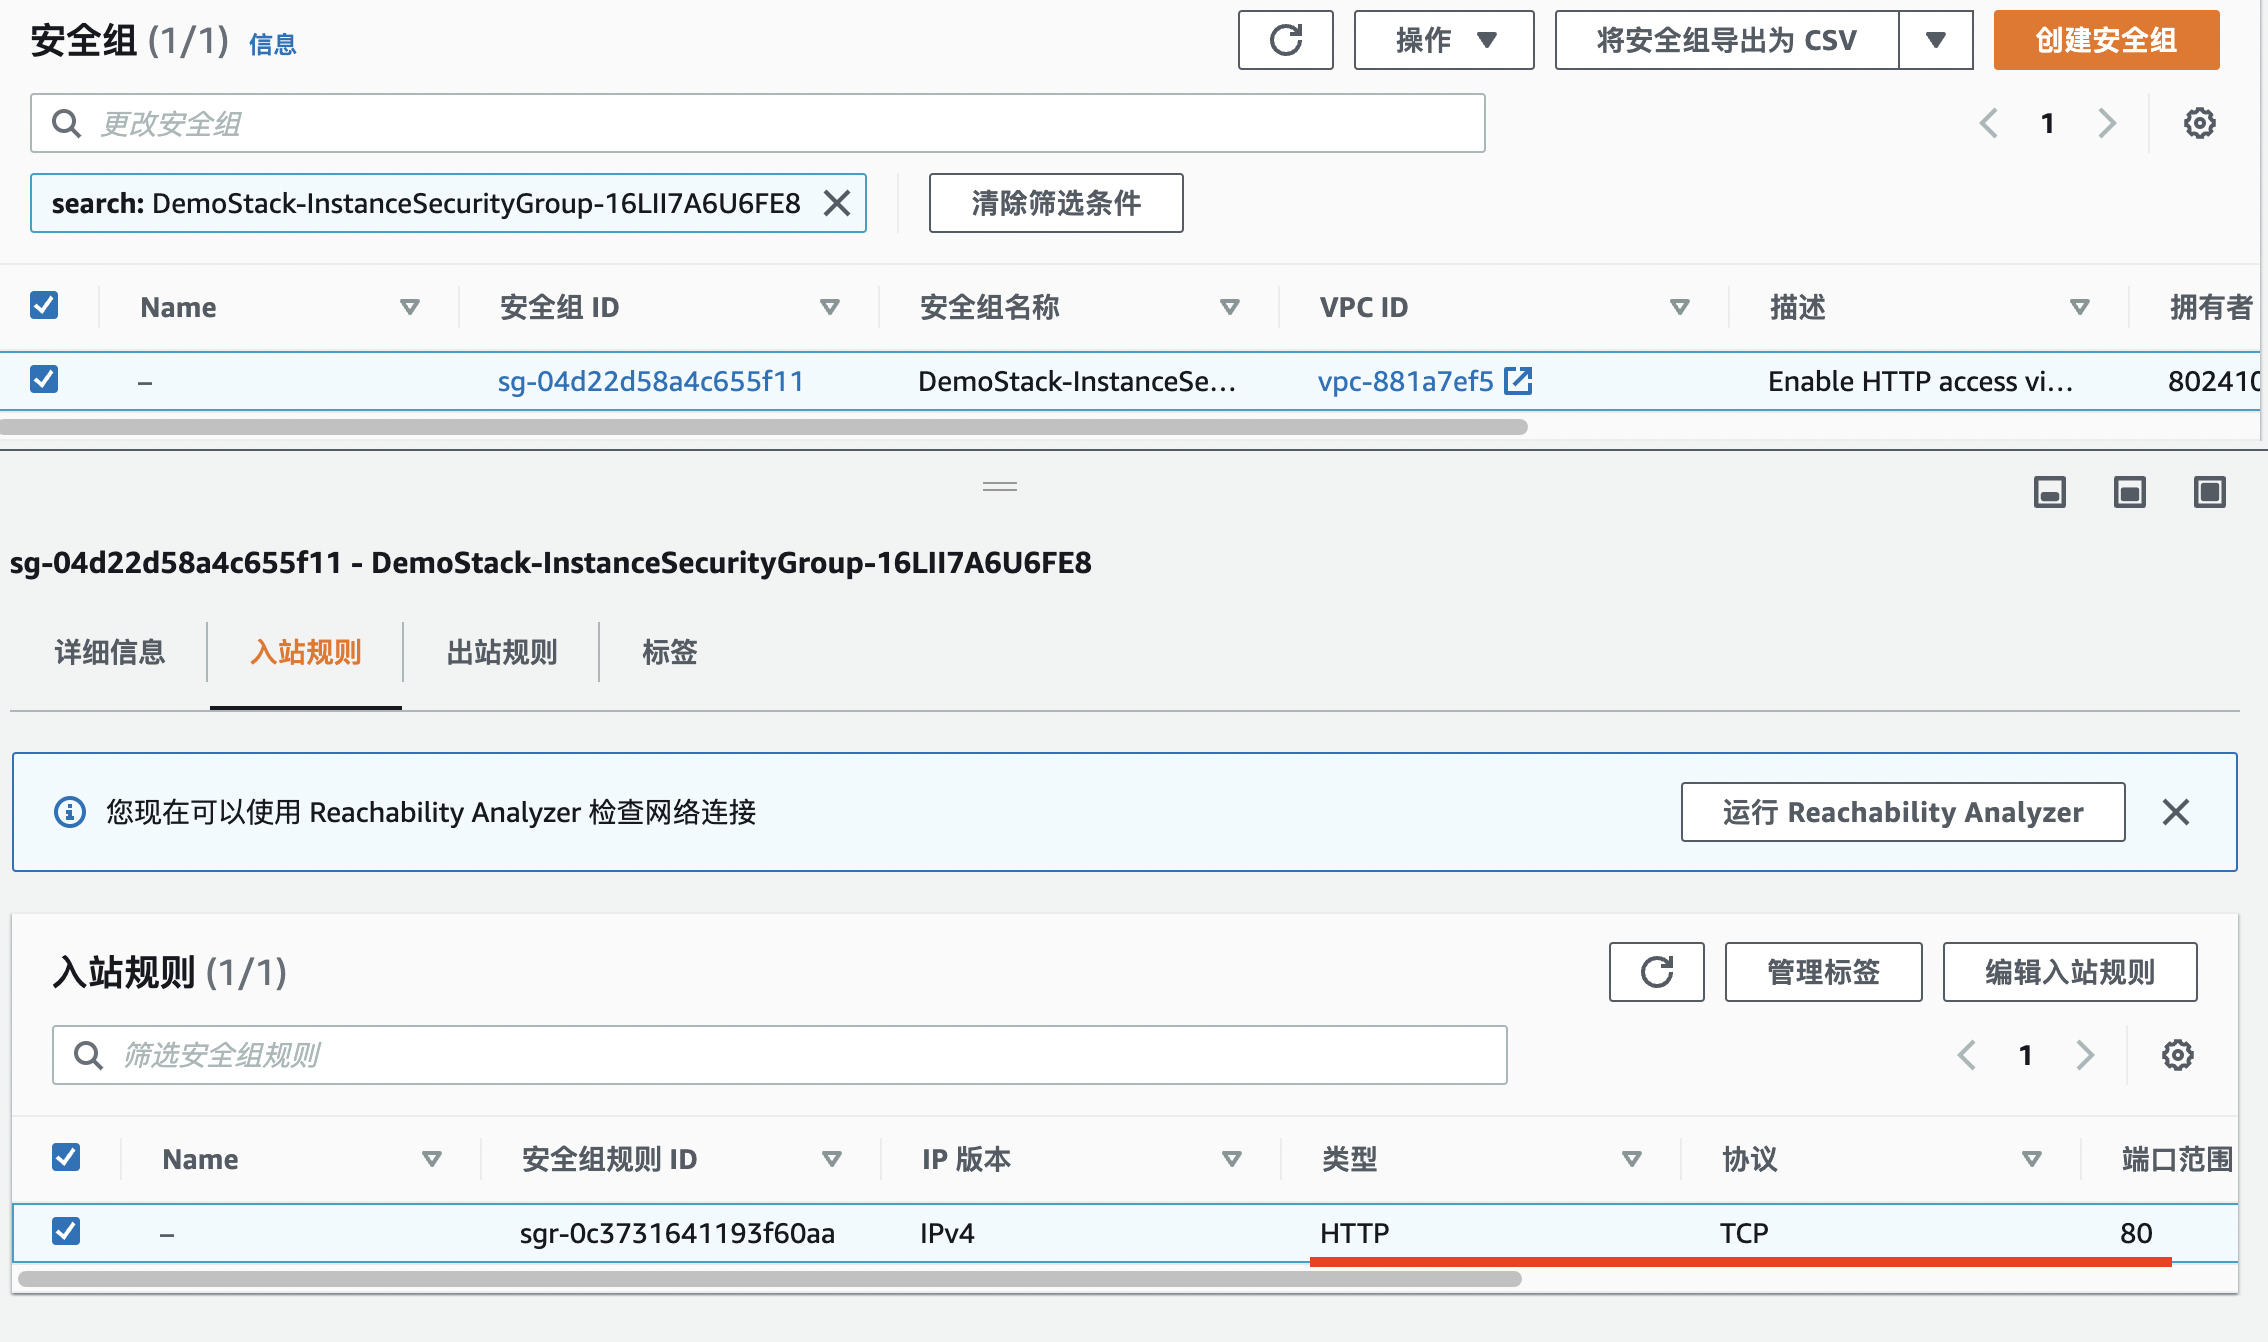 安全组 (1/1) 信息 操作 将安全组导出为 CSV 创建安全组
更改安全组 1
search: DemoStack-InstanceSecurityGroup-16LII7A6U6FE8 清除筛选条件
Name 安全组 ID 安全组名称 VPC ID 描述 拥有者
– sg-04d22d58a4c655f11 DemoStack-InstanceSe... vpc-881a7ef5 Enable HTTP access vi... 802410
sg-04d22d58a4c655f11 - DemoStack-InstanceSecurityGroup-16LII7A6U6FE8
详细信息 入站规则 出站规则 标签
您现在可以使用 Reachability Analyzer 检查网络连接 运行 Reachability Analyzer
入站规则 (1/1) 管理标签 编辑入站规则
筛选安全组规则 1
Name 安全组规则 ID IP 版本 类型 协议 端口范围
– sgr-0c3731641193f60aa IPv4 HTTP TCP 80